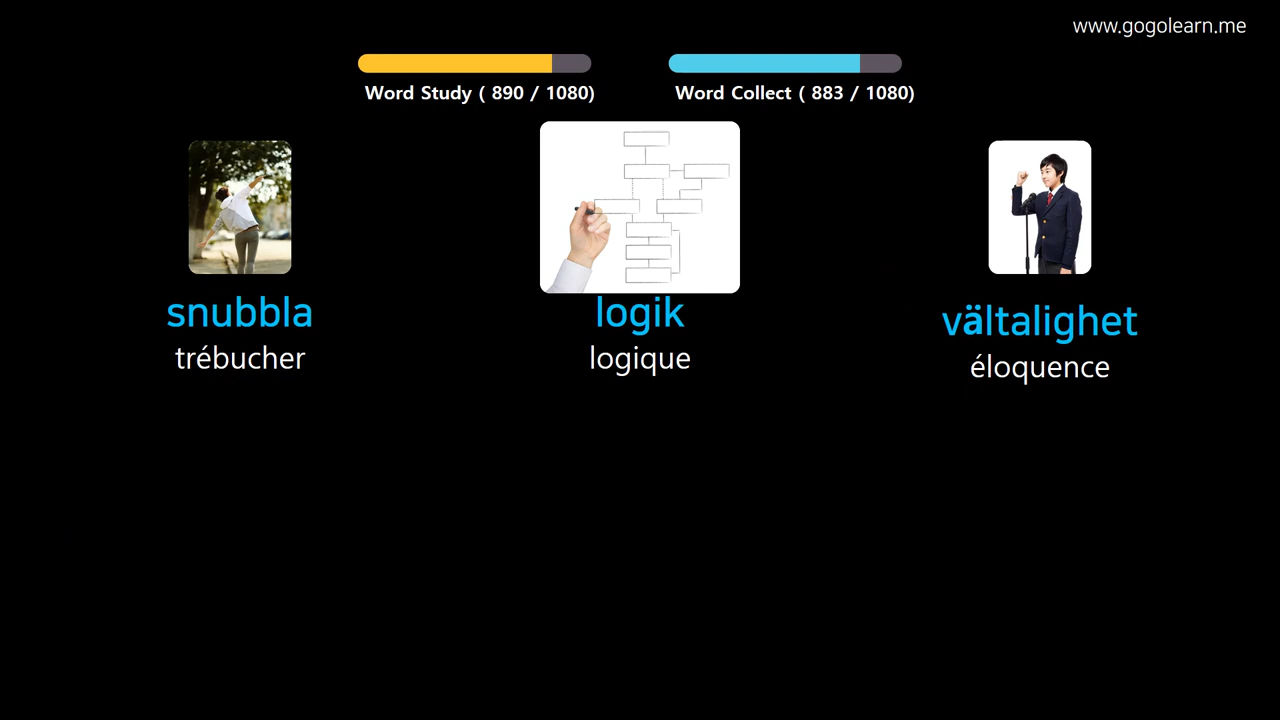 www.gogolearn.me
Word Study ( 890 / 1080)
Word Collect ( 883 / 1080)
snubbla
trébucher
logik
logique
vältalighet
éloquence